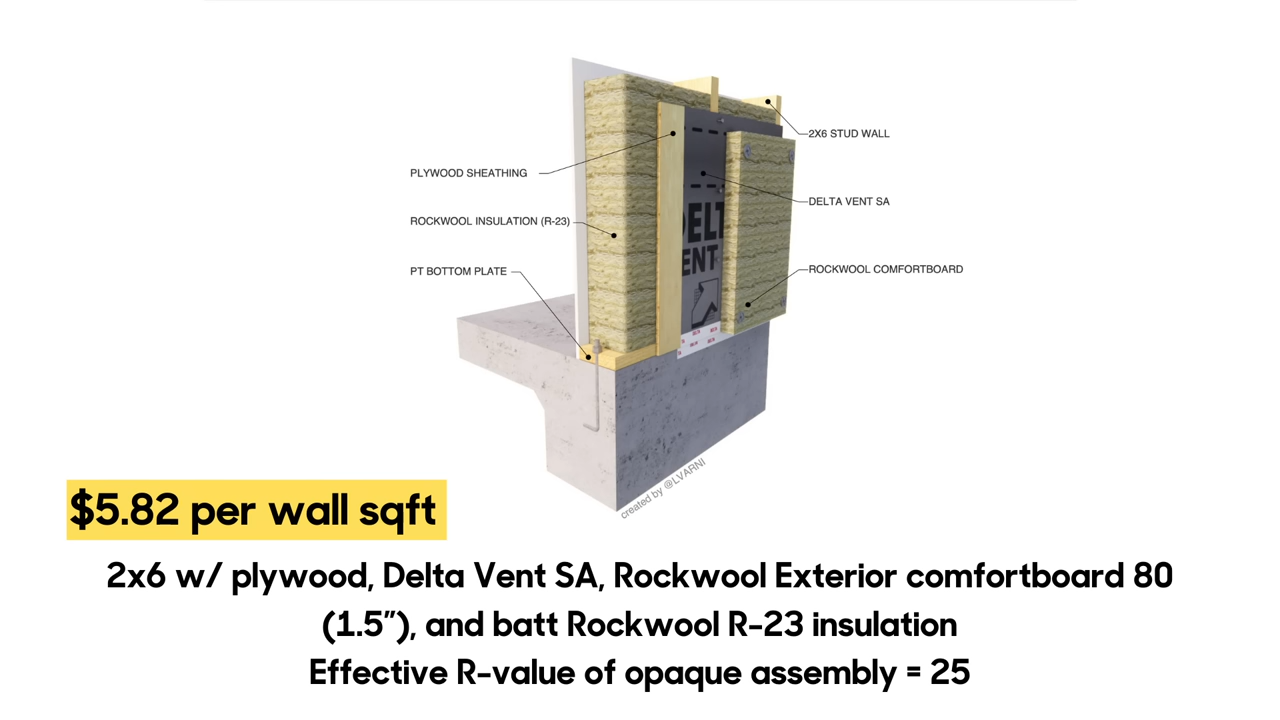 2X6 STUD WALL
PLYWOOD SHEATHING
DELTA VENT SA
ROCKWOOL INSULATION (R-23)
DELT
ENT
PT BOTTOM PLATE
ROCKWOOL COMFORTBOARD
created by @LVARNI
$5.82 per wall sqft
2x6 w/ plywood, Delta Vent SA, Rockwool Exterior comfortboard 80
(1.5”), and batt Rockwool R-23 insulation
Effective R-value of opaque assembly = 25